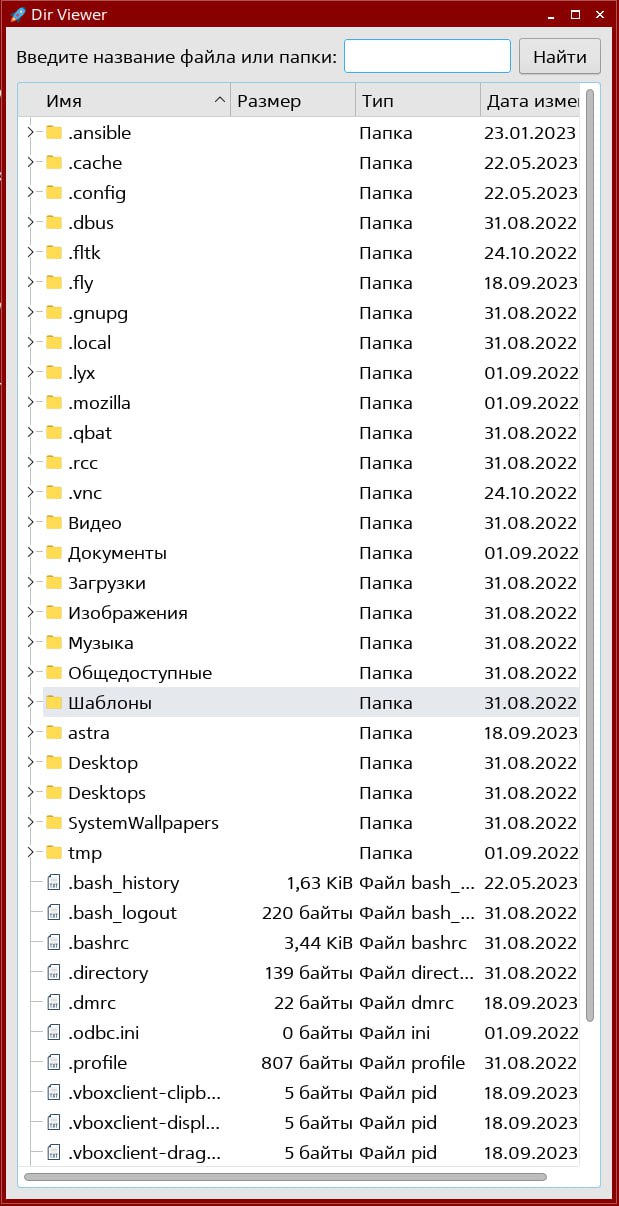 Dir Viewer
Введите название файла или папки: Найти
Имя Размер Тип Дата изме
.ansible Папка 23.01.2023
.cache Папка 22.05.2023
.config Папка 22.05.2023
.dbus Папка 31.08.2022
.fltk Папка 24.10.2022
.fly Папка 18.09.2023
.gnupg Папка 31.08.2022
.local Папка 31.08.2022
.lyx Папка 01.09.2022
.mozilla Папка 01.09.2022
.qbat Папка 31.08.2022
.rcc Папка 31.08.2022
.vnc Папка 24.10.2022
Видео Папка 31.08.2022
Документы Папка 01.09.2022
Загрузки Папка 31.08.2022
Изображения Папка 31.08.2022
Музыка Папка 31.08.2022
Общедоступные Папка 31.08.2022
Шаблоны Папка 31.08.2022
astra Папка 18.09.2023
Desktop Папка 31.08.2022
Desktops Папка 31.08.2022
SystemWallpapers Папка 31.08.2022
tmp Папка 01.09.2022
.bash_history 1,63 KiB Файл bash_... 22.05.2023
.bash_logout 220 байты Файл bash_... 31.08.2022
.bashrc 3,44 KiB Файл bashrc 31.08.2022
.directory 139 байты Файл direct... 31.08.2022
.dmrc 22 байты Файл dmrc 18.09.2023
.odbc.ini 0 байты Файл ini 01.09.2022
.profile 807 байты Файл profile 31.08.2022
.vboxclient-clipb... 5 байты Файл pid 18.09.2023
.vboxclient-displ... 5 байты Файл pid 18.09.2023
.vboxclient-drag... 5 байты Файл pid 18.09.2023